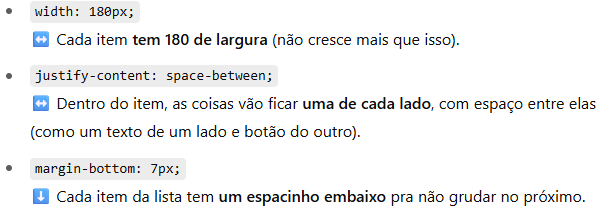 width: 180px;
↔️ Cada item tem 180 de largura (não cresce mais que isso).
justify-content: space-between;
↔️ Dentro do item, as coisas vão ficar uma de cada lado, com espaço entre elas
(como um texto de um lado e botão do outro).
margin-bottom: 7px;
⬇️ Cada item da lista tem um espacinho embaixo pra não grudar no próximo.